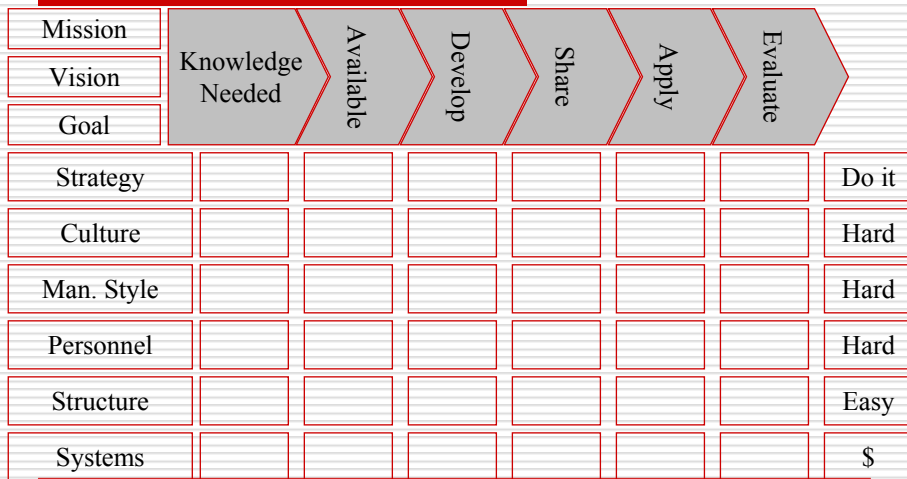 Mission
Vision
Goal
Knowledge
Needed
Available
Develop
Share
Apply
Evaluate
Strategy
Do it
Culture
Hard
Man. Style
Hard
Personnel
Hard
Structure
Easy
Systems
$